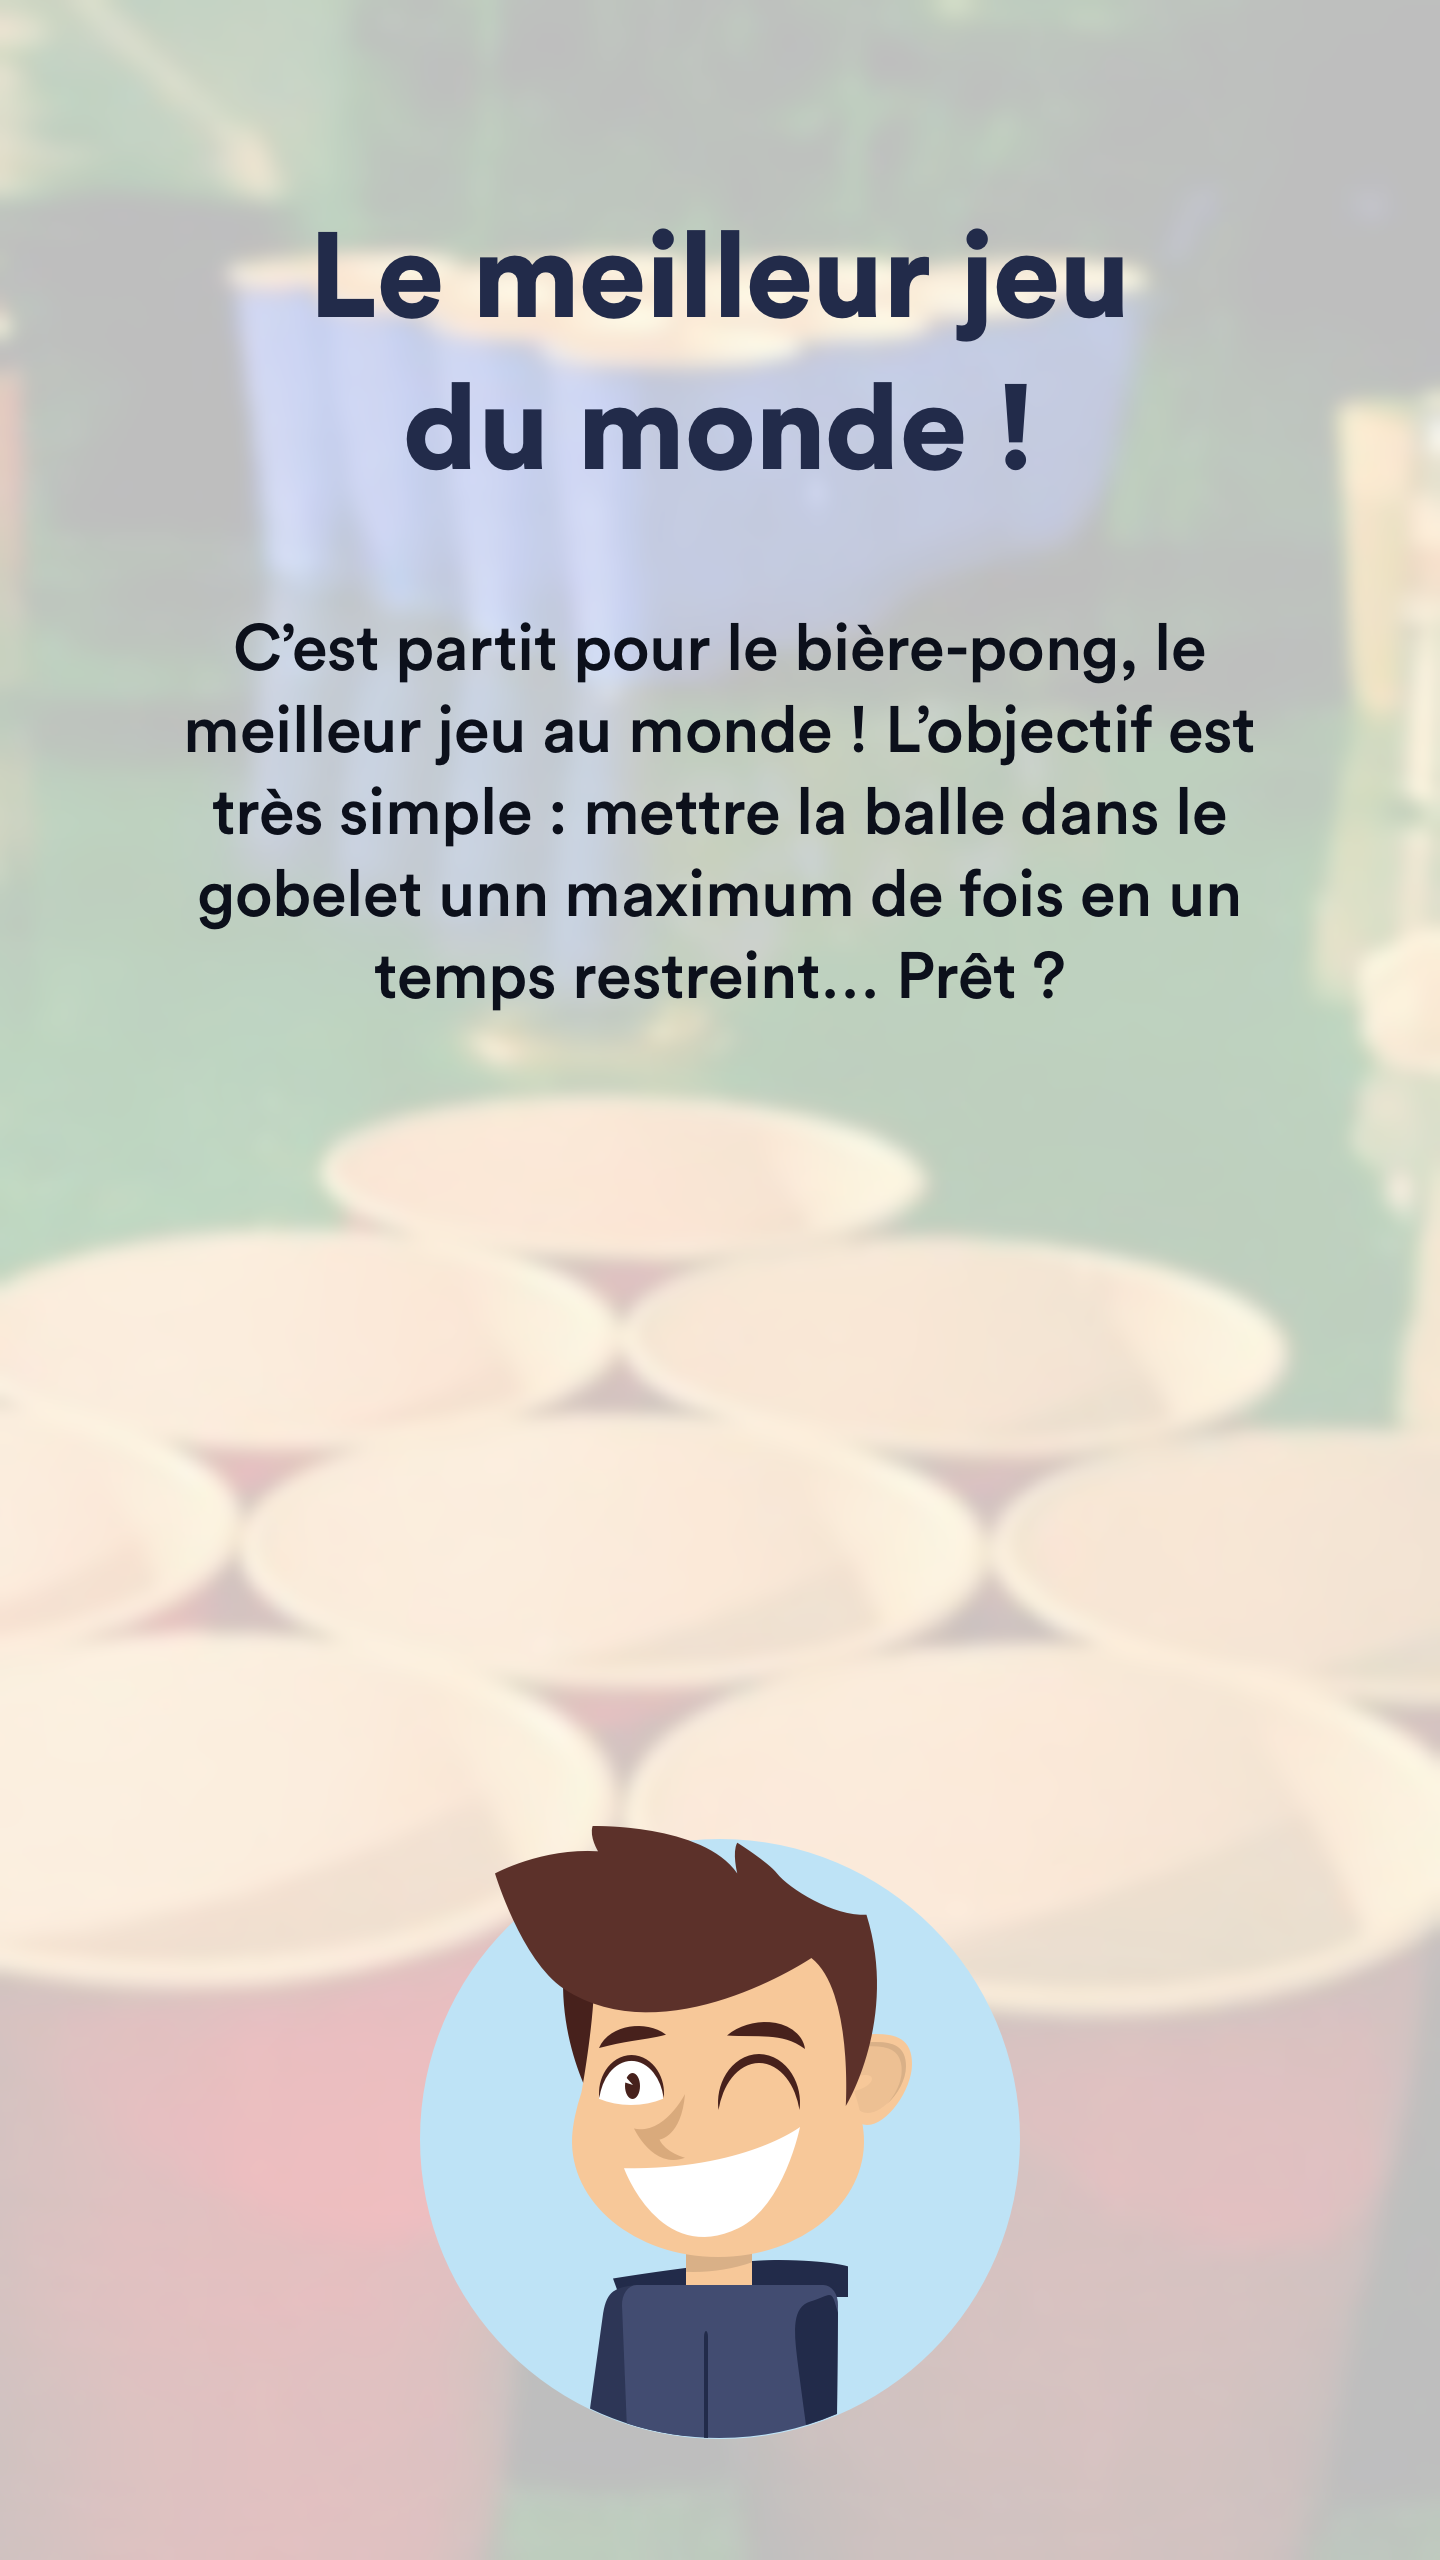 Le meilleur jeu
du monde !
C’est partit pour le bière-pong, le
meilleur jeu au monde ! L’objectif est
très simple : mettre la balle dans le
gobelet unn maximum de fois en un
temps restreint… Prêt ?